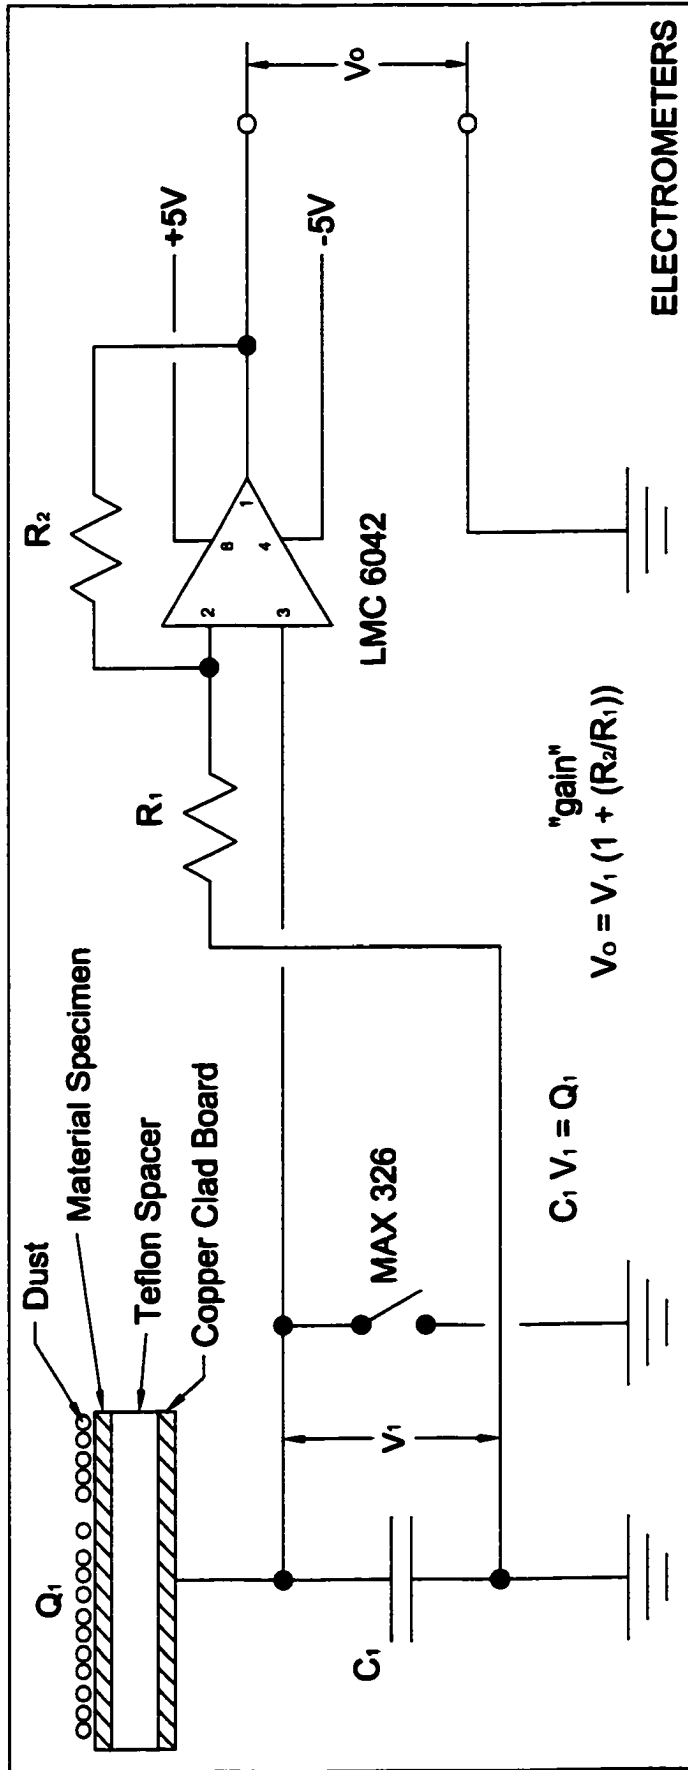 Dust
Material Specimen
Teflon Spacer
Copper Clad Board
Q₁
C₁
V₁
MAX 326
C₁ V₁ = Q₁
R₁
R₂
2
3
8
4
1
+5V
-5V
LMC 6042
"gain"
V₀ = V₁ (1 + (R₂/R₁))
V₀
ELECTROMETERS